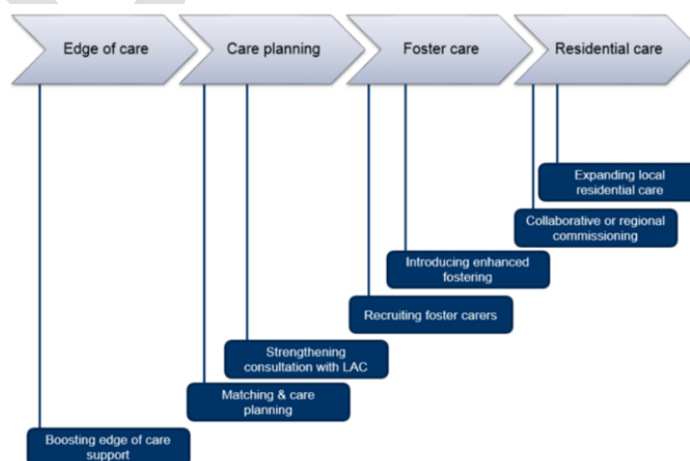 Edge of care
Care planning
Foster care
Residential care
Expanding local
residential care
Collaborative or regional
commissioning
Introducing enhanced
fostering
Recruiting foster carers
Strengthening
consultation with LAC
Matching & care
planning
Boosting edge of care
support